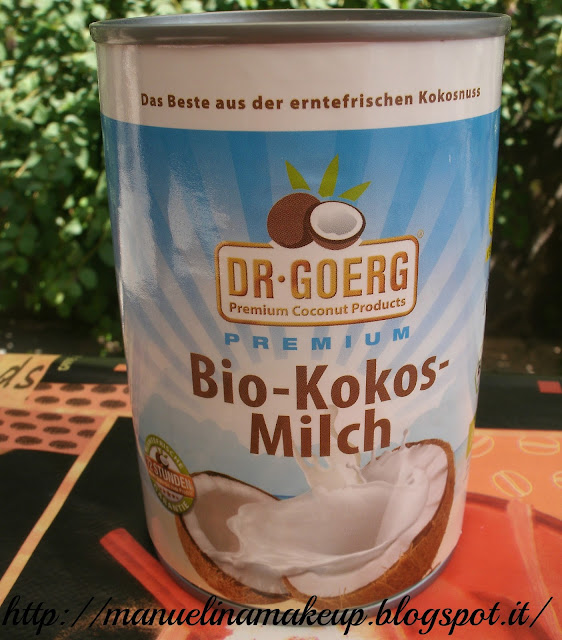 Das Beste aus der erntefrischen Kokosnuss
DR·GOERG
Premium Coconut Products
PREMIUM
Bio-Kokos-
Milch
STUNDEN
http://manuelinamakeup.blogspot.it/